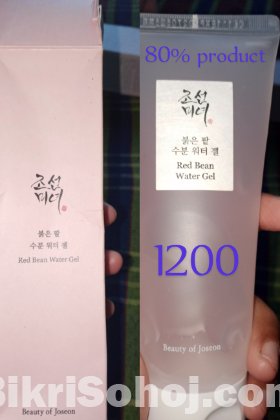 조선
미녀
붉은 팥
수분 워터 젤
Red Bean Water Gel
Beauty of Joseon
80% product
조선
미녀
붉은 팥
수분 워터 젤
Red Bean
Water Gel
1200
Beauty of Joseon
BikriSohoj.com